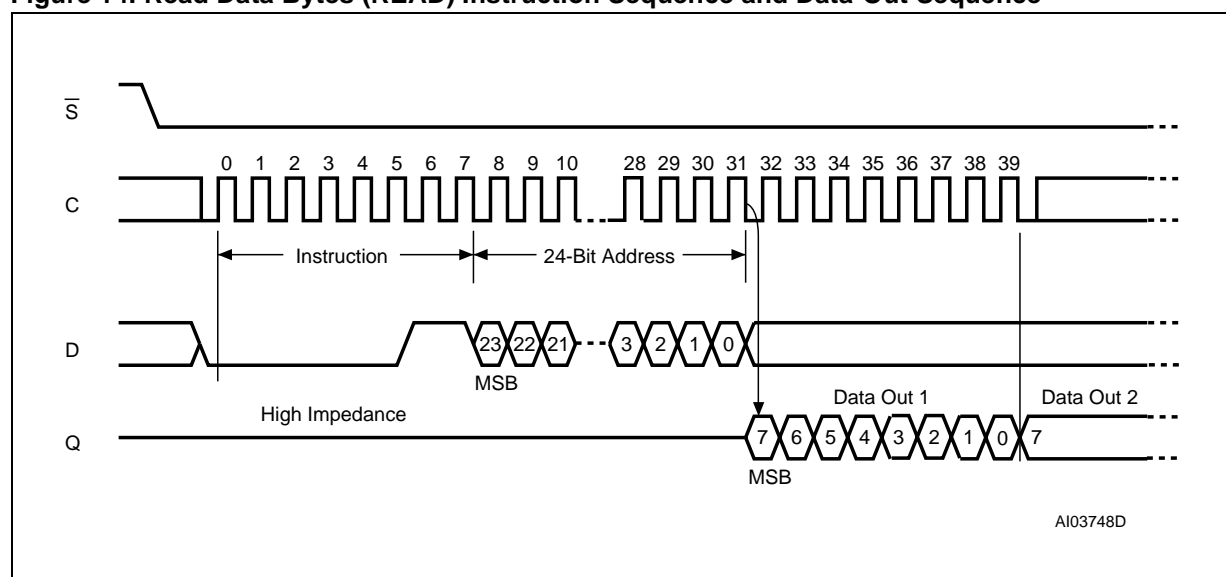 Figure 14. Read Data Bytes (READ) Instruction Sequence and Data-Out Sequence
S
0 1 2 3 4 5 6 7 8 9 10 28 29 30 31 32 33 34 35 36 37 38 39
C
Instruction 24-Bit Address
D 23 22 21 3 2 1 0
MSB
High Impedance Data Out 1 Data Out 2
Q 7 6 5 4 3 2 1 0 7
MSB
AI03748D